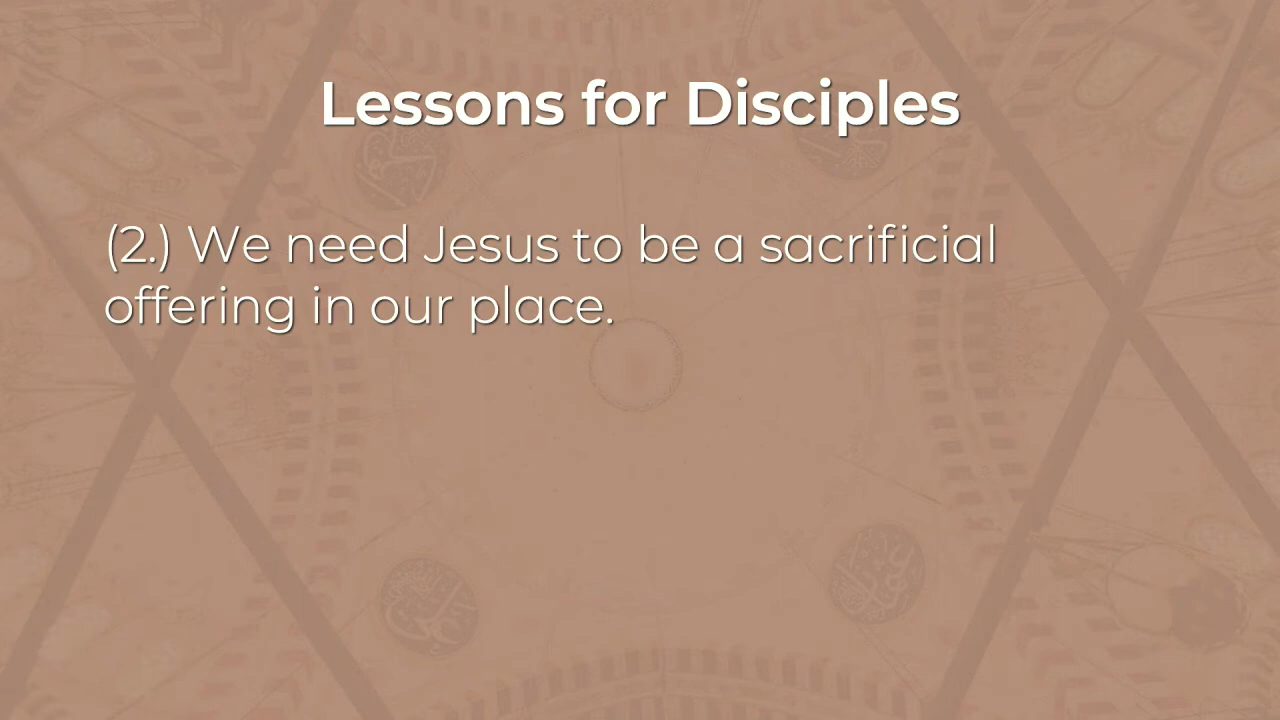 Lessons for Disciples
(2.) We need Jesus to be a sacrificial
offering in our place.